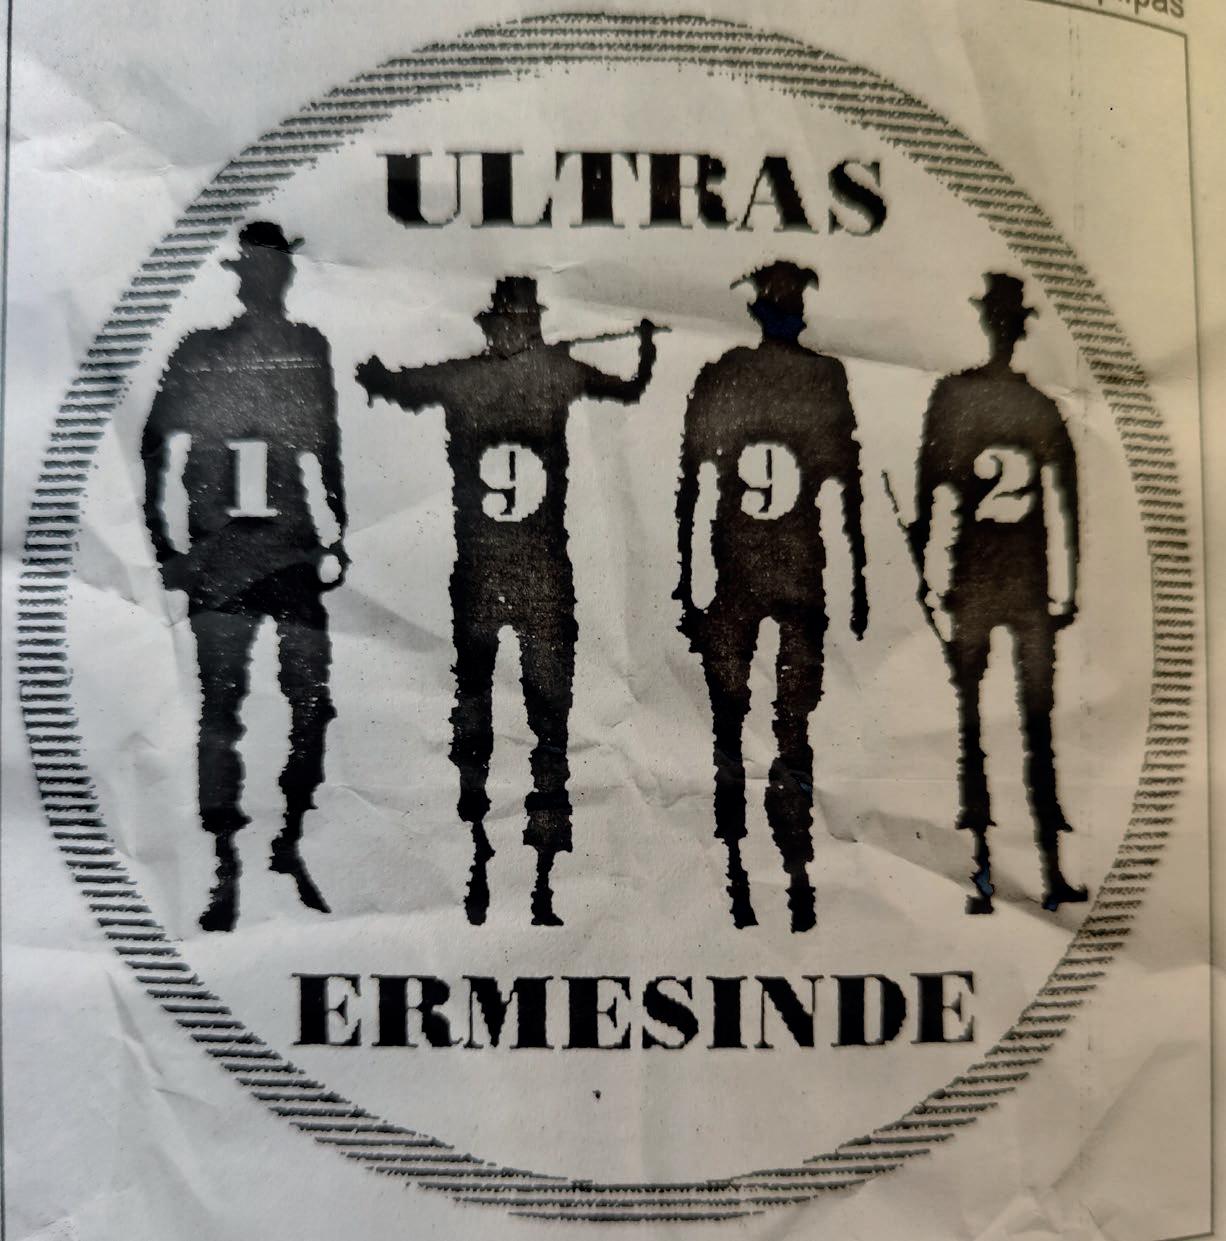 ULTRAS
1 9 9 2
ERMESINDE